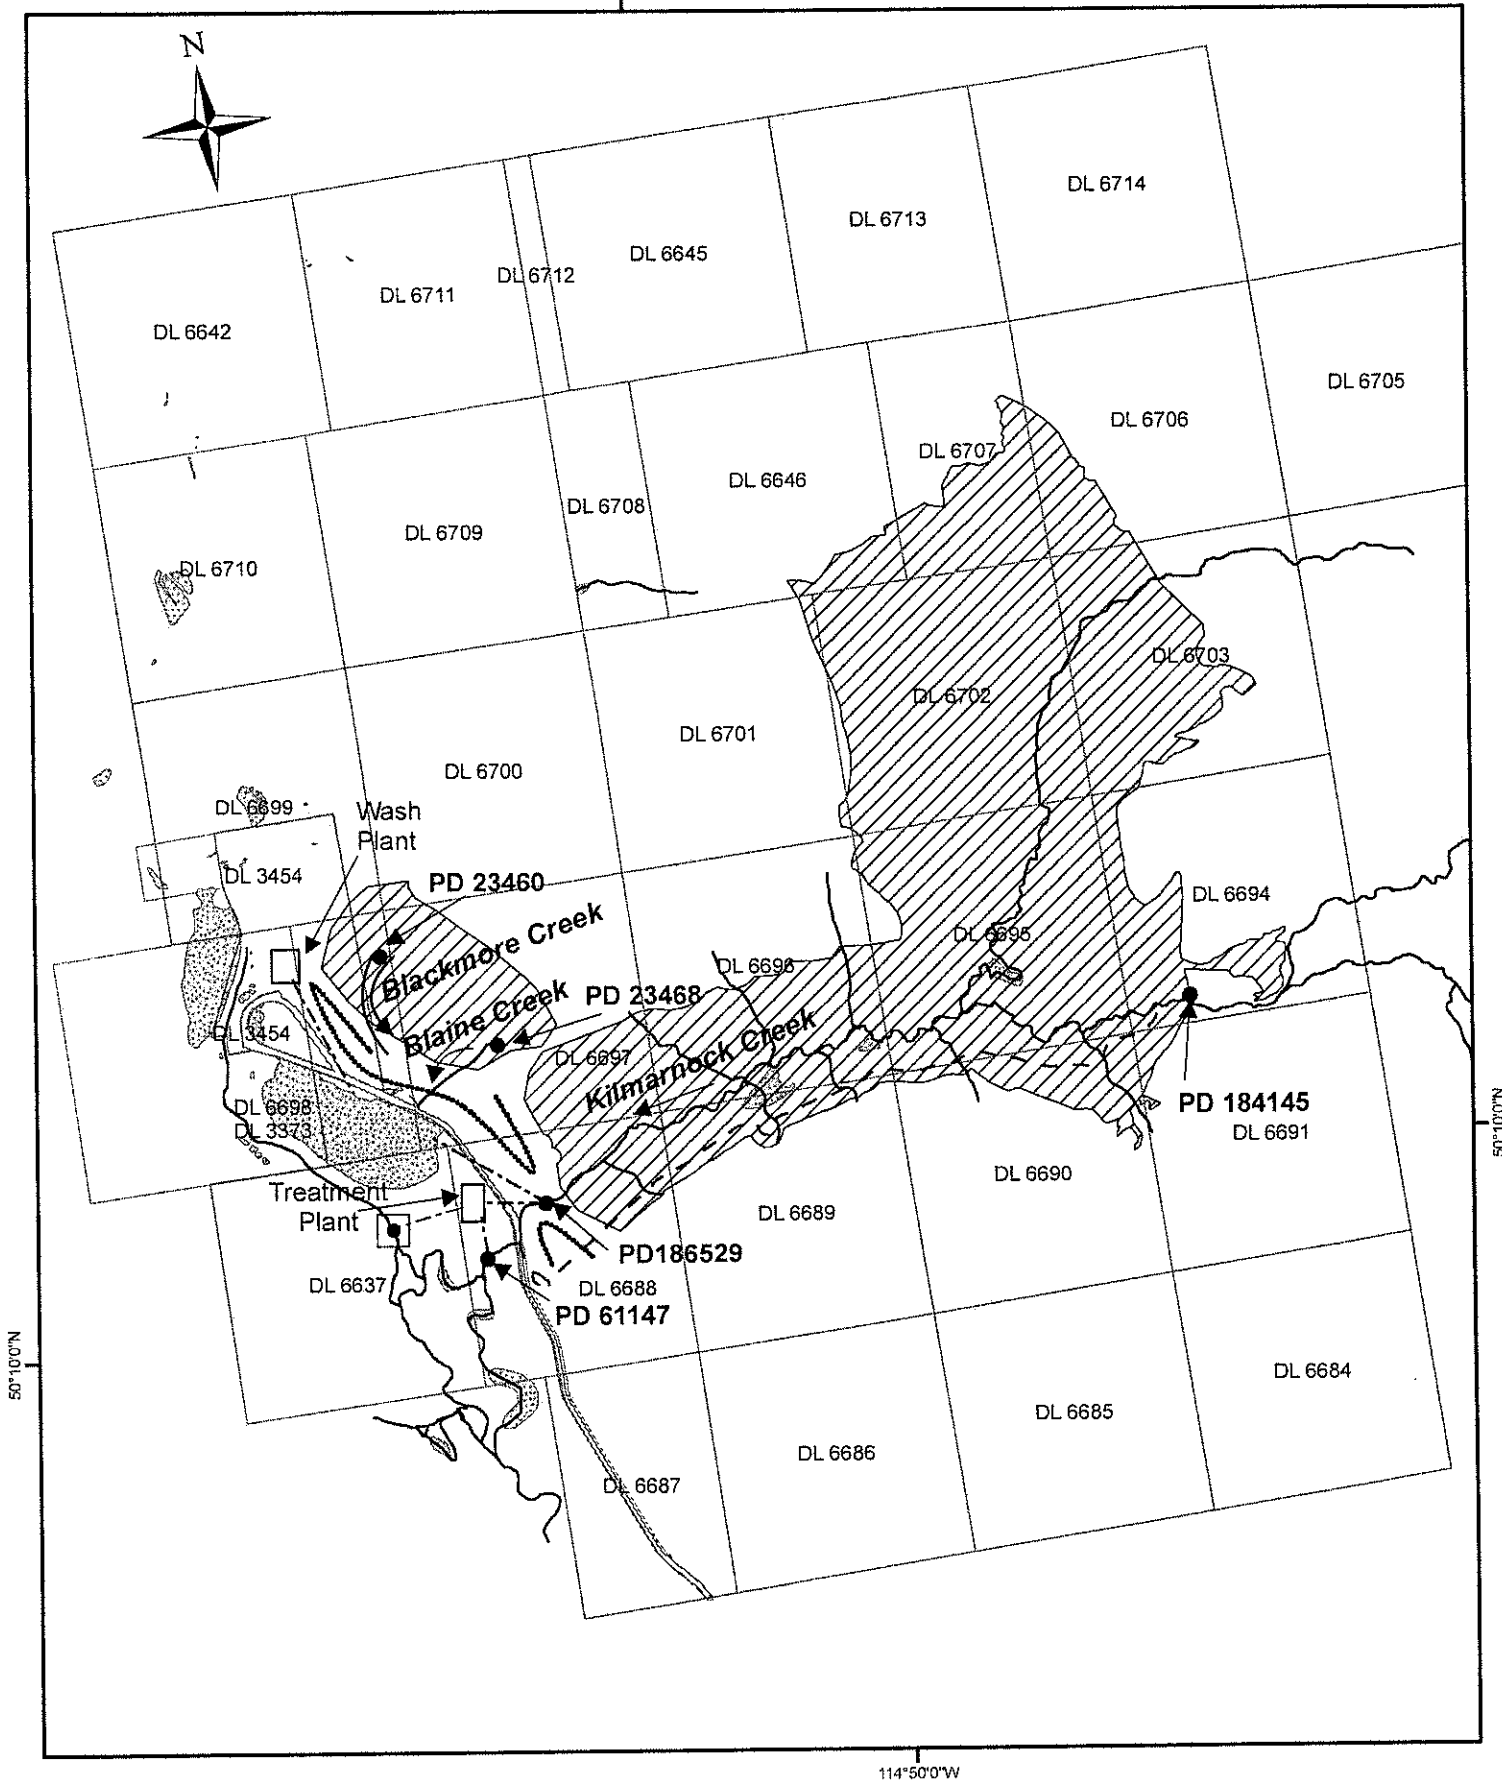 N
DL 6714
DL 6713
DL 6645
DL 6712
DL 6711
DL 6642
DL 6705
DL 6706
DL 6707
DL 6646
DL 6708
DL 6709
DL 6710
DL 6703
DL 6702
DL 6701
DL 6700
DL 6699
Wash
Plant
DL 3454
PD 23460
DL 6694
Blackmore Creek
DL 6695
DL 6696
PD 23468
Blaine Creek
DL 3454
DL 6697
Kilmarnock Creek
PD 184145
DL 6691
DL 6698
DL 3373
DL 6690
Treatment
Plant
DL 6689
PD186529
DL 6637
DL 6688
PD 61147
DL 6684
DL 6685
DL 6686
DL 6687
50°10'0"N
50°10'0"N
114°50'0"W